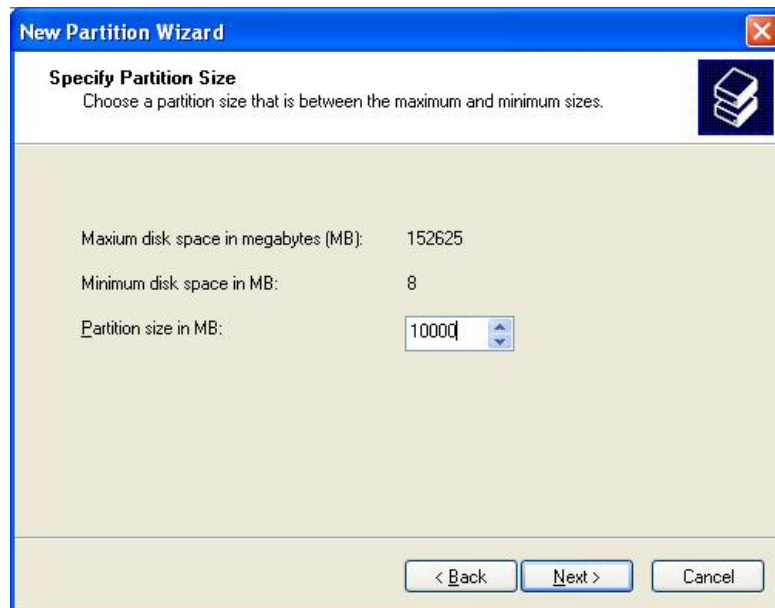 New Partition Wizard
Specify Partition Size
Choose a partition size that is between the maximum and minimum sizes.
Maxium disk space in megabytes (MB): 152625
Minimum disk space in MB: 8
Partition size in MB: 10000
< Back Next > Cancel